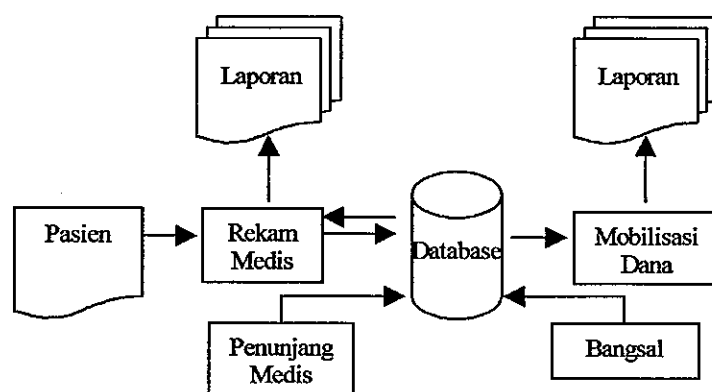 Laporan
Laporan
Pasien
Rekam
Medis
Database
Mobilisasi
Dana
Penunjang
Medis
Bangsal